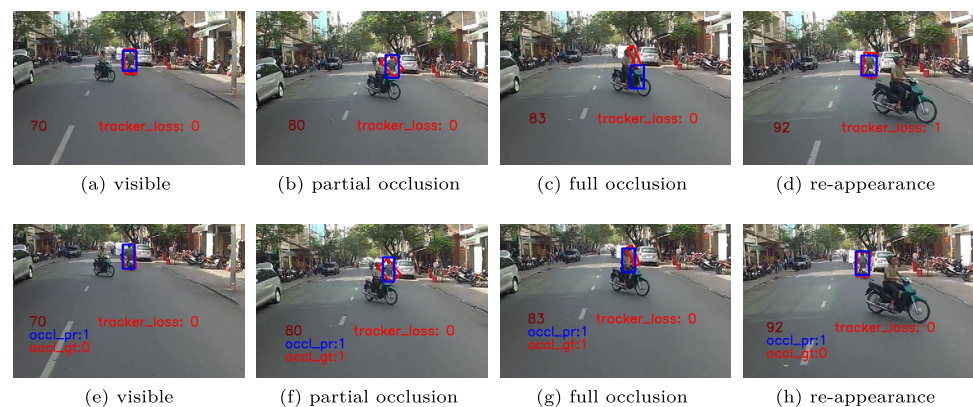 70 tracker_loss: 0
80 tracker_loss: 0
83 tracker_loss: 0
92 tracker_loss: 1
(a) visible
(b) partial occlusion
(c) full occlusion
(d) re-appearance
70 tracker_loss: 0
occl_pr:1
occl_gt:0
80 tracker_loss: 0
occl_pr:1
occl_gt:1
83 tracker_loss: 0
occl_pr:1
occl_gt:1
92 tracker_loss: 0
occl_pr:1
occl_gt:0
(e) visible
(f) partial occlusion
(g) full occlusion
(h) re-appearance